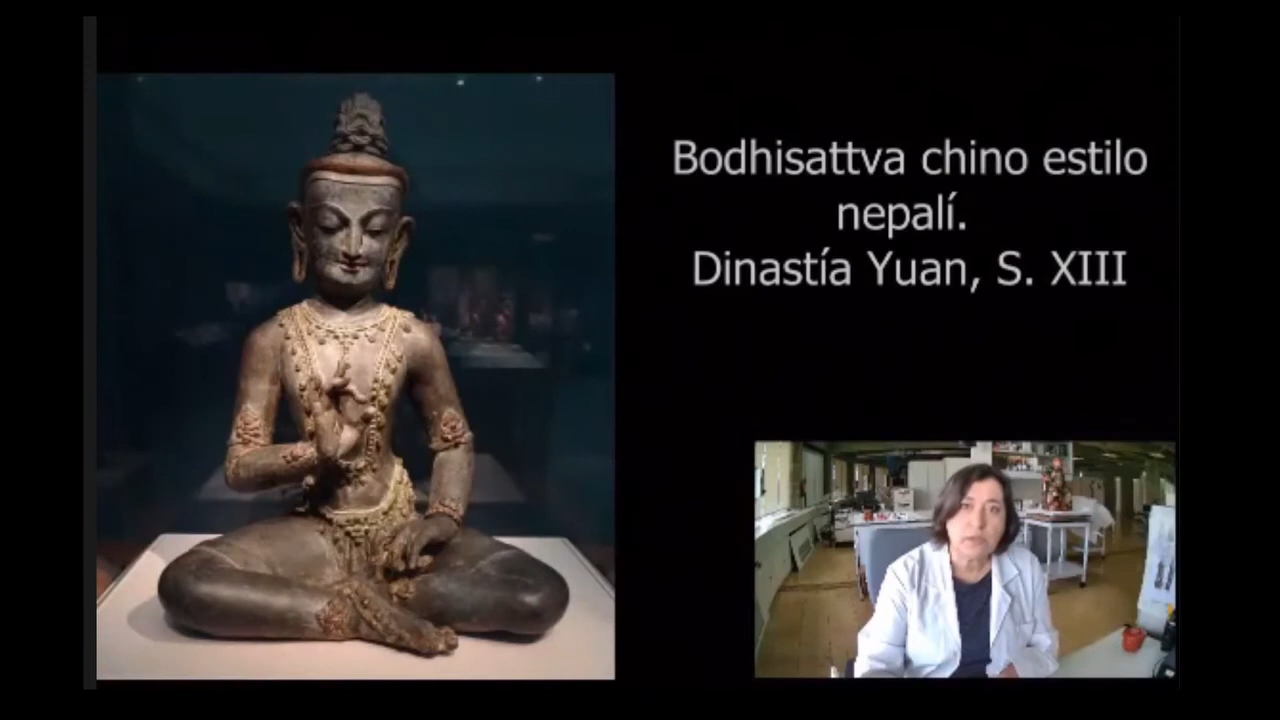 Bodhisattva chino estilo
nepalí.
Dinastía Yuan, S. XIII